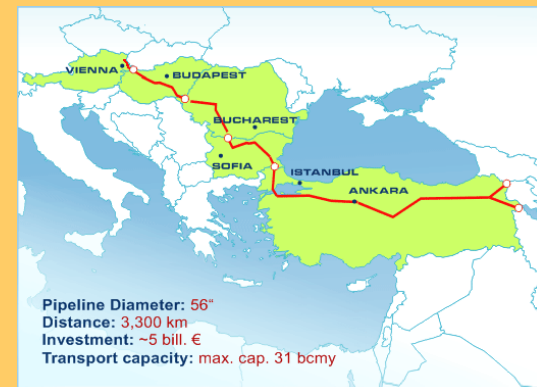 VIENNA
BUDAPEST
BUCHAREST
SOFIA
ISTANBUL
ANKARA
Pipeline Diameter: 56“
Distance: 3,300 km
Investment: ~5 bill. €
Transport capacity: max. cap. 31 bcmy